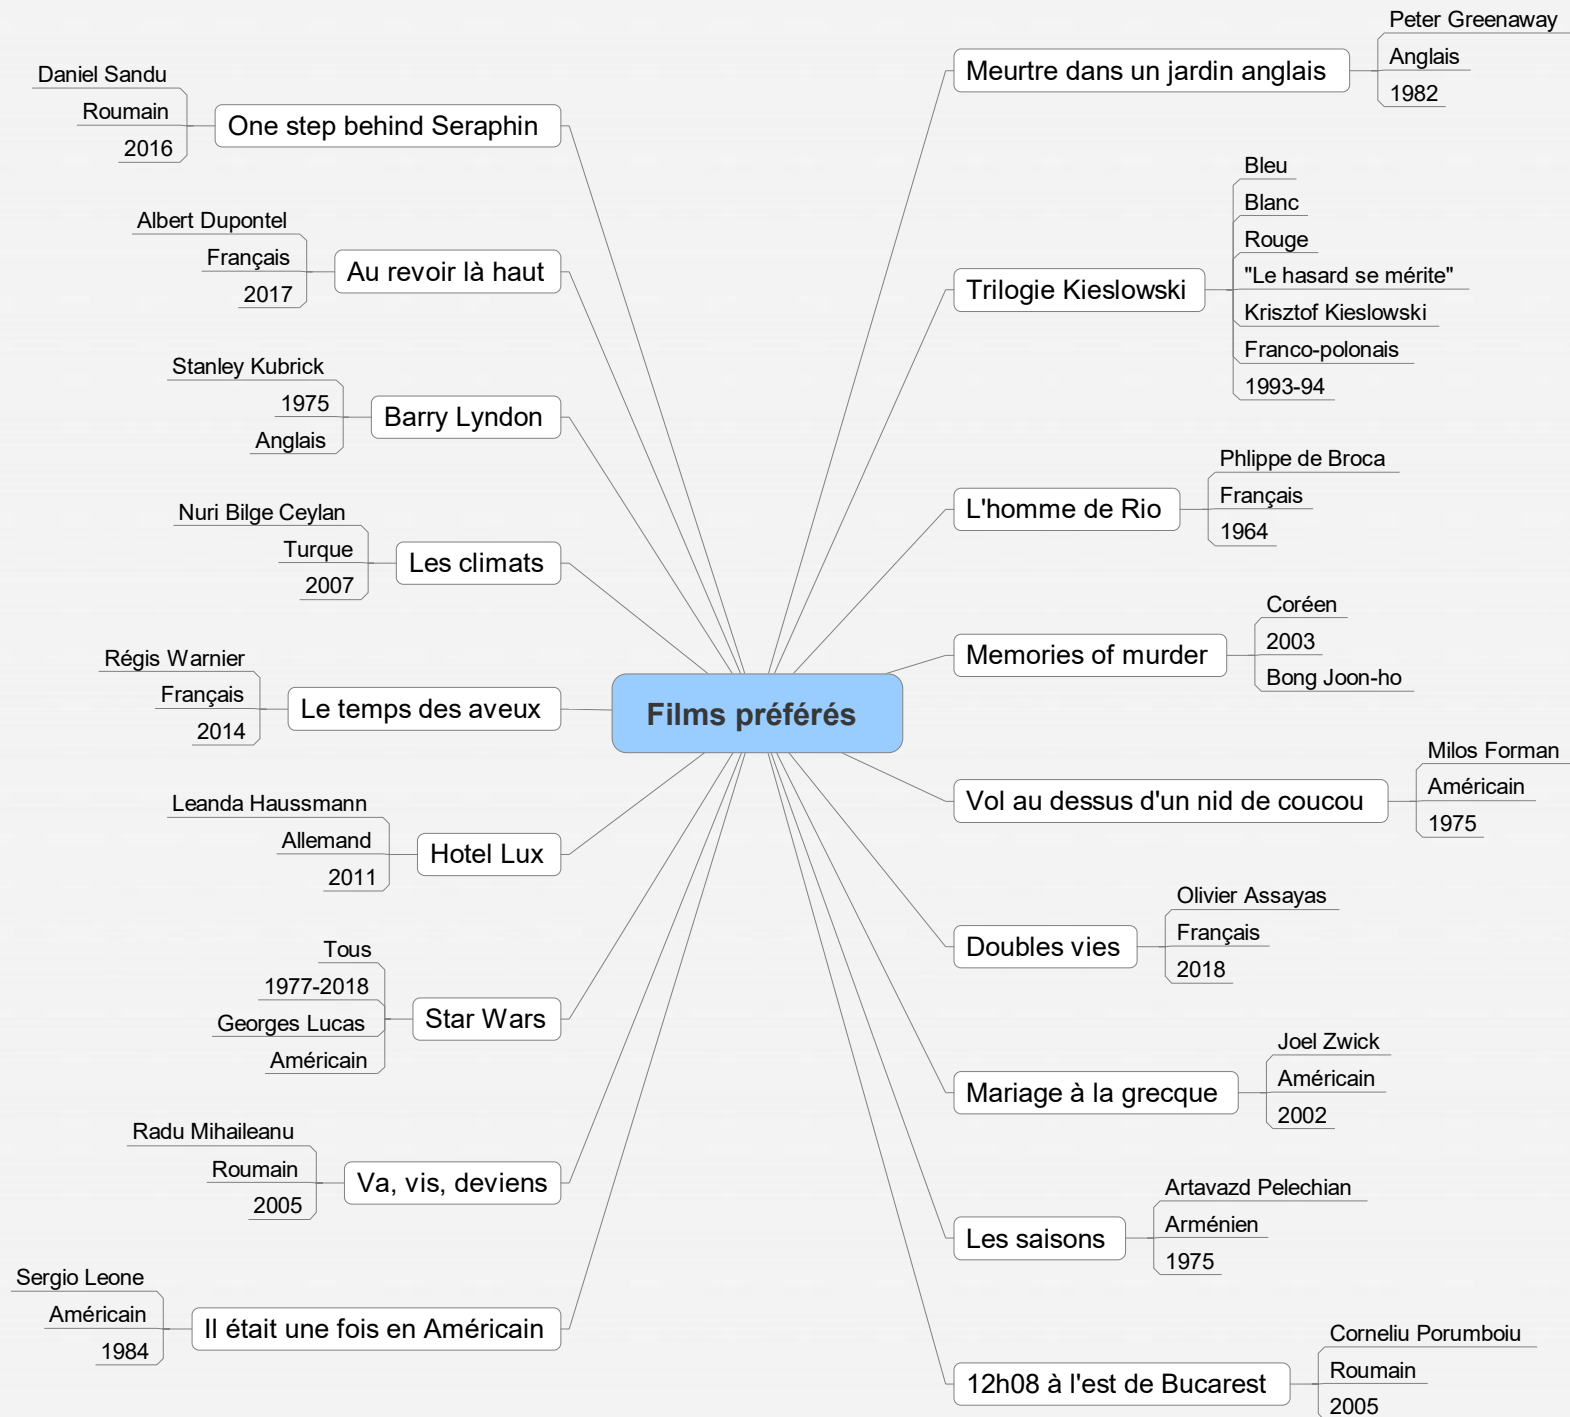 Films préférés
Meurtre dans un jardin anglais
Peter Greenaway
Anglais
1982
Trilogie Kieslowski
Bleu
Blanc
Rouge
"Le hasard se mérite"
Krisztof Kieslowski
Franco-polonais
1993-94
L'homme de Rio
Phlippe de Broca
Français
1964
Memories of murder
Coréen
2003
Bong Joon-ho
Vol au dessus d'un nid de coucou
Milos Forman
Américain
1975
Doubles vies
Olivier Assayas
Français
2018
Mariage à la grecque
Joel Zwick
Américain
2002
Les saisons
Artavazd Pelechian
Arménien
1975
12h08 à l'est de Bucarest
Corneliu Porumboiu
Roumain
2005
One step behind Seraphin
Daniel Sandu
Roumain
2016
Au revoir là haut
Albert Dupontel
Français
2017
Barry Lyndon
Stanley Kubrick
1975
Anglais
Les climats
Nuri Bilge Ceylan
Turque
2007
Le temps des aveux
Régis Warnier
Français
2014
Hotel Lux
Leanda Haussmann
Allemand
2011
Star Wars
Tous
1977-2018
Georges Lucas
Américain
Va, vis, deviens
Radu Mihaileanu
Roumain
2005
Il était une fois en Américain
Sergio Leone
Américain
1984